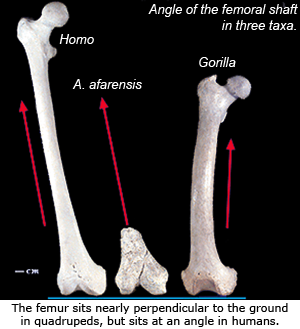 Angle of the femoral shaft
in three taxa.
Homo
Gorilla
A. afarensis
cm
The femur sits nearly perpendicular to the ground
in quadrupeds, but sits at an angle in humans.